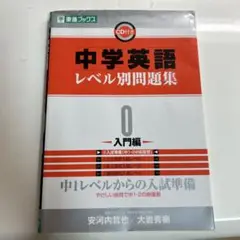 東進ブックス
CD付き
中学英語
レベル別問題集
0
入門編
中1レベルからの入試準備
安河内哲也／大岩秀樹